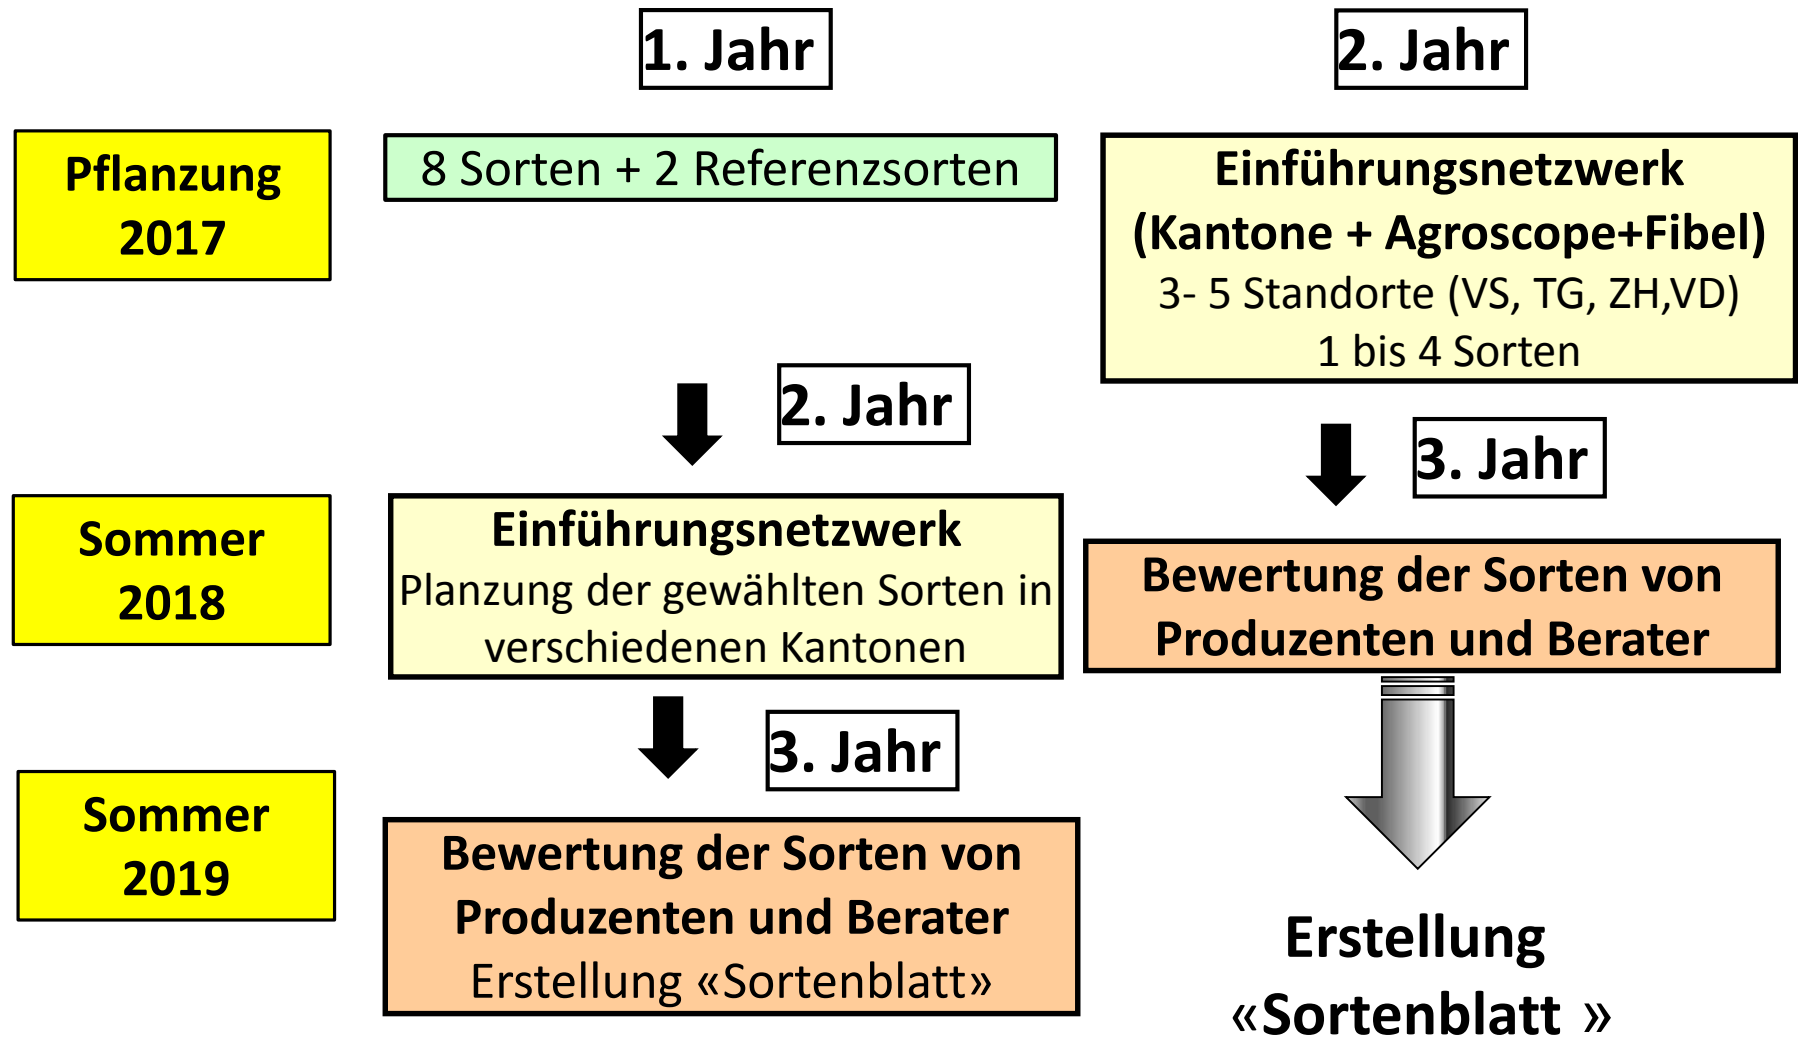 1. Jahr
2. Jahr
Pflanzung
2017
8 Sorten + 2 Referenzsorten
Einführungsnetzwerk
(Kantone + Agroscope+Fibel)
3- 5 Standorte (VS, TG, ZH,VD)
1 bis 4 Sorten
2. Jahr
3. Jahr
Sommer
2018
Einführungsnetzwerk
Planzung der gewählten Sorten in
verschiedenen Kantonen
Bewertung der Sorten von
Produzenten und Berater
3. Jahr
Sommer
2019
Bewertung der Sorten von
Produzenten und Berater
Erstellung «Sortenblatt»
Erstellung
«Sortenblatt »